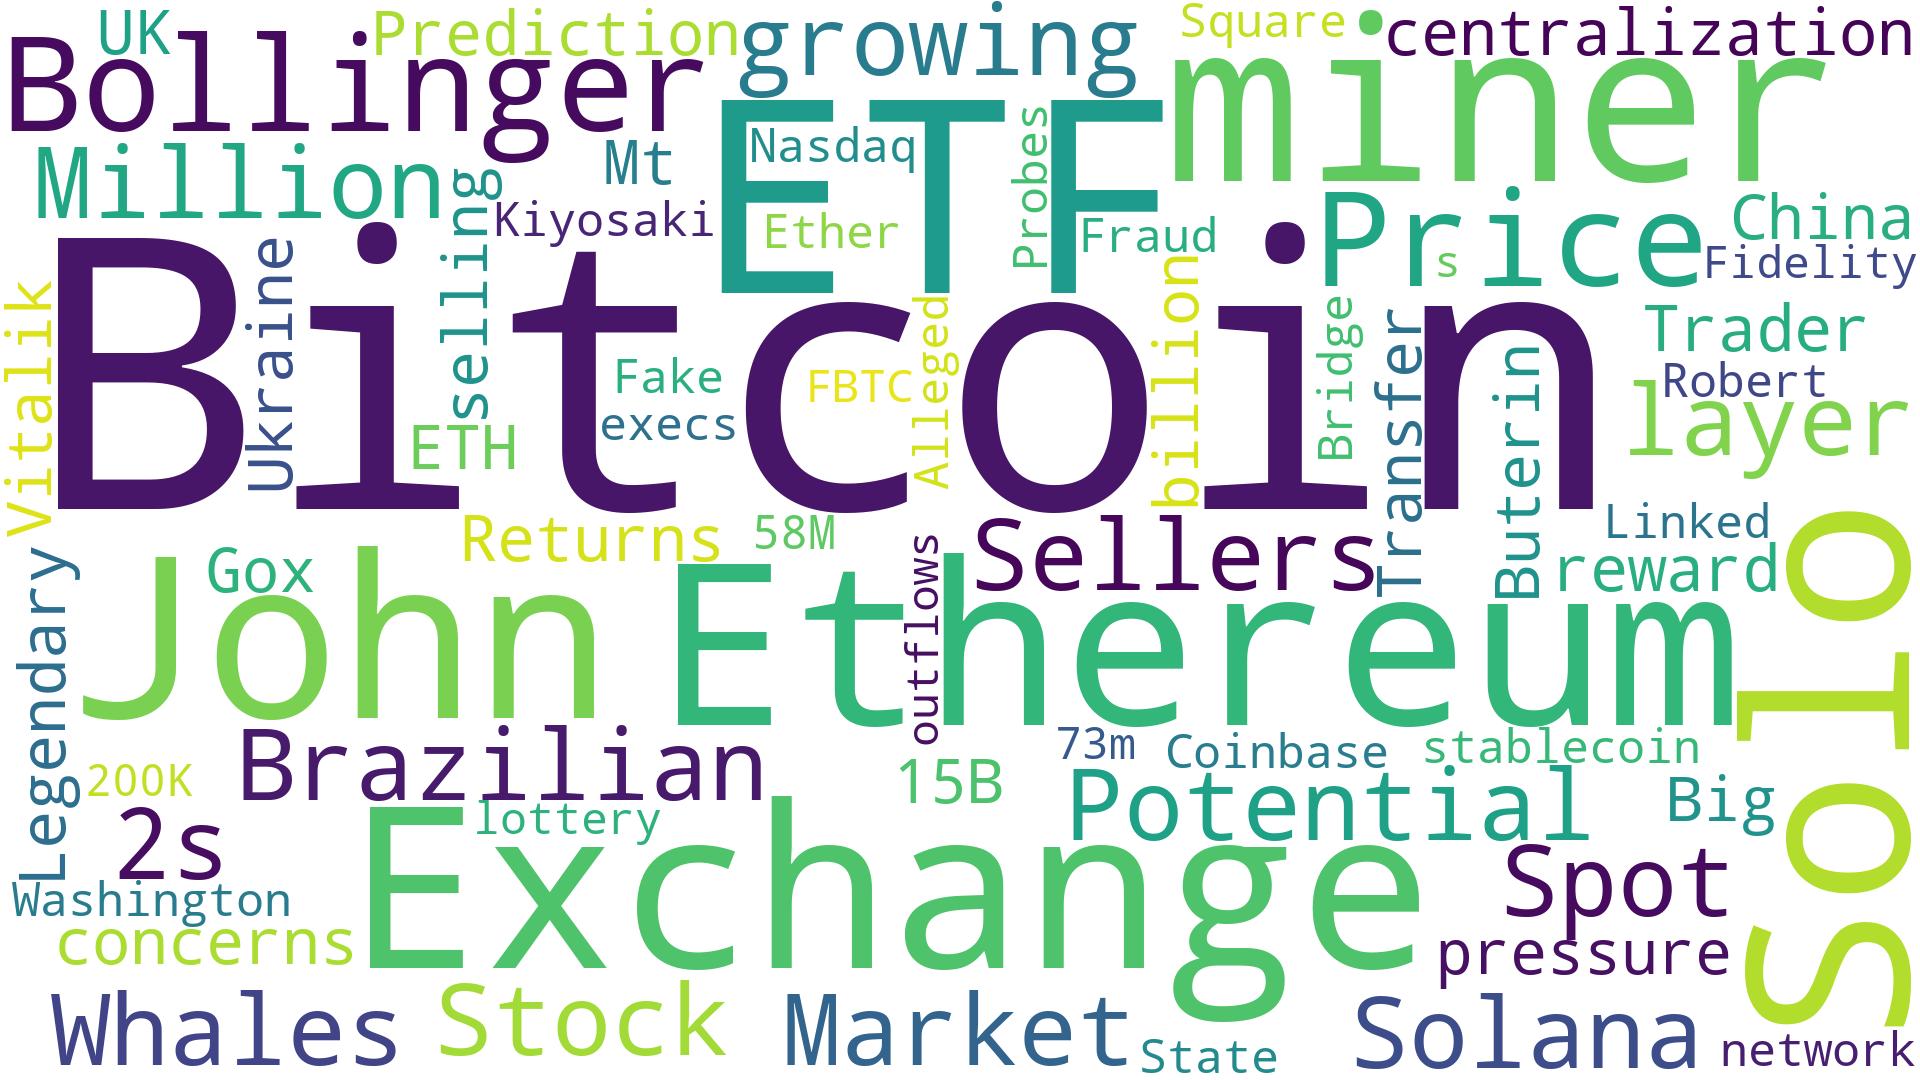 UK
Prediction
growing
Square
centralization
Bollinger
miner
ETF
Nasdaq
Probes
Million
Mt
selling
Kiyosaki
Ether
Fraud
Price
s
China
Fidelity
Bitcoin
Vitalik
Ukraine
ETH
Fake
execs
FBTC
Alleged
billion
Bridge
Transfer
Buterin
Trader
Robert
layer
Linked
reward
Returns
58M
Sellers
outflows
Gox
Legendary
John
Ethereum
Solo
Brazilian
200K
2s
lottery
15B
73m
Coinbase
stablecoin
Potential
Big
Exchange
Washington
concerns
Spot
pressure
Whales
Stock
Market
State
Solana
network